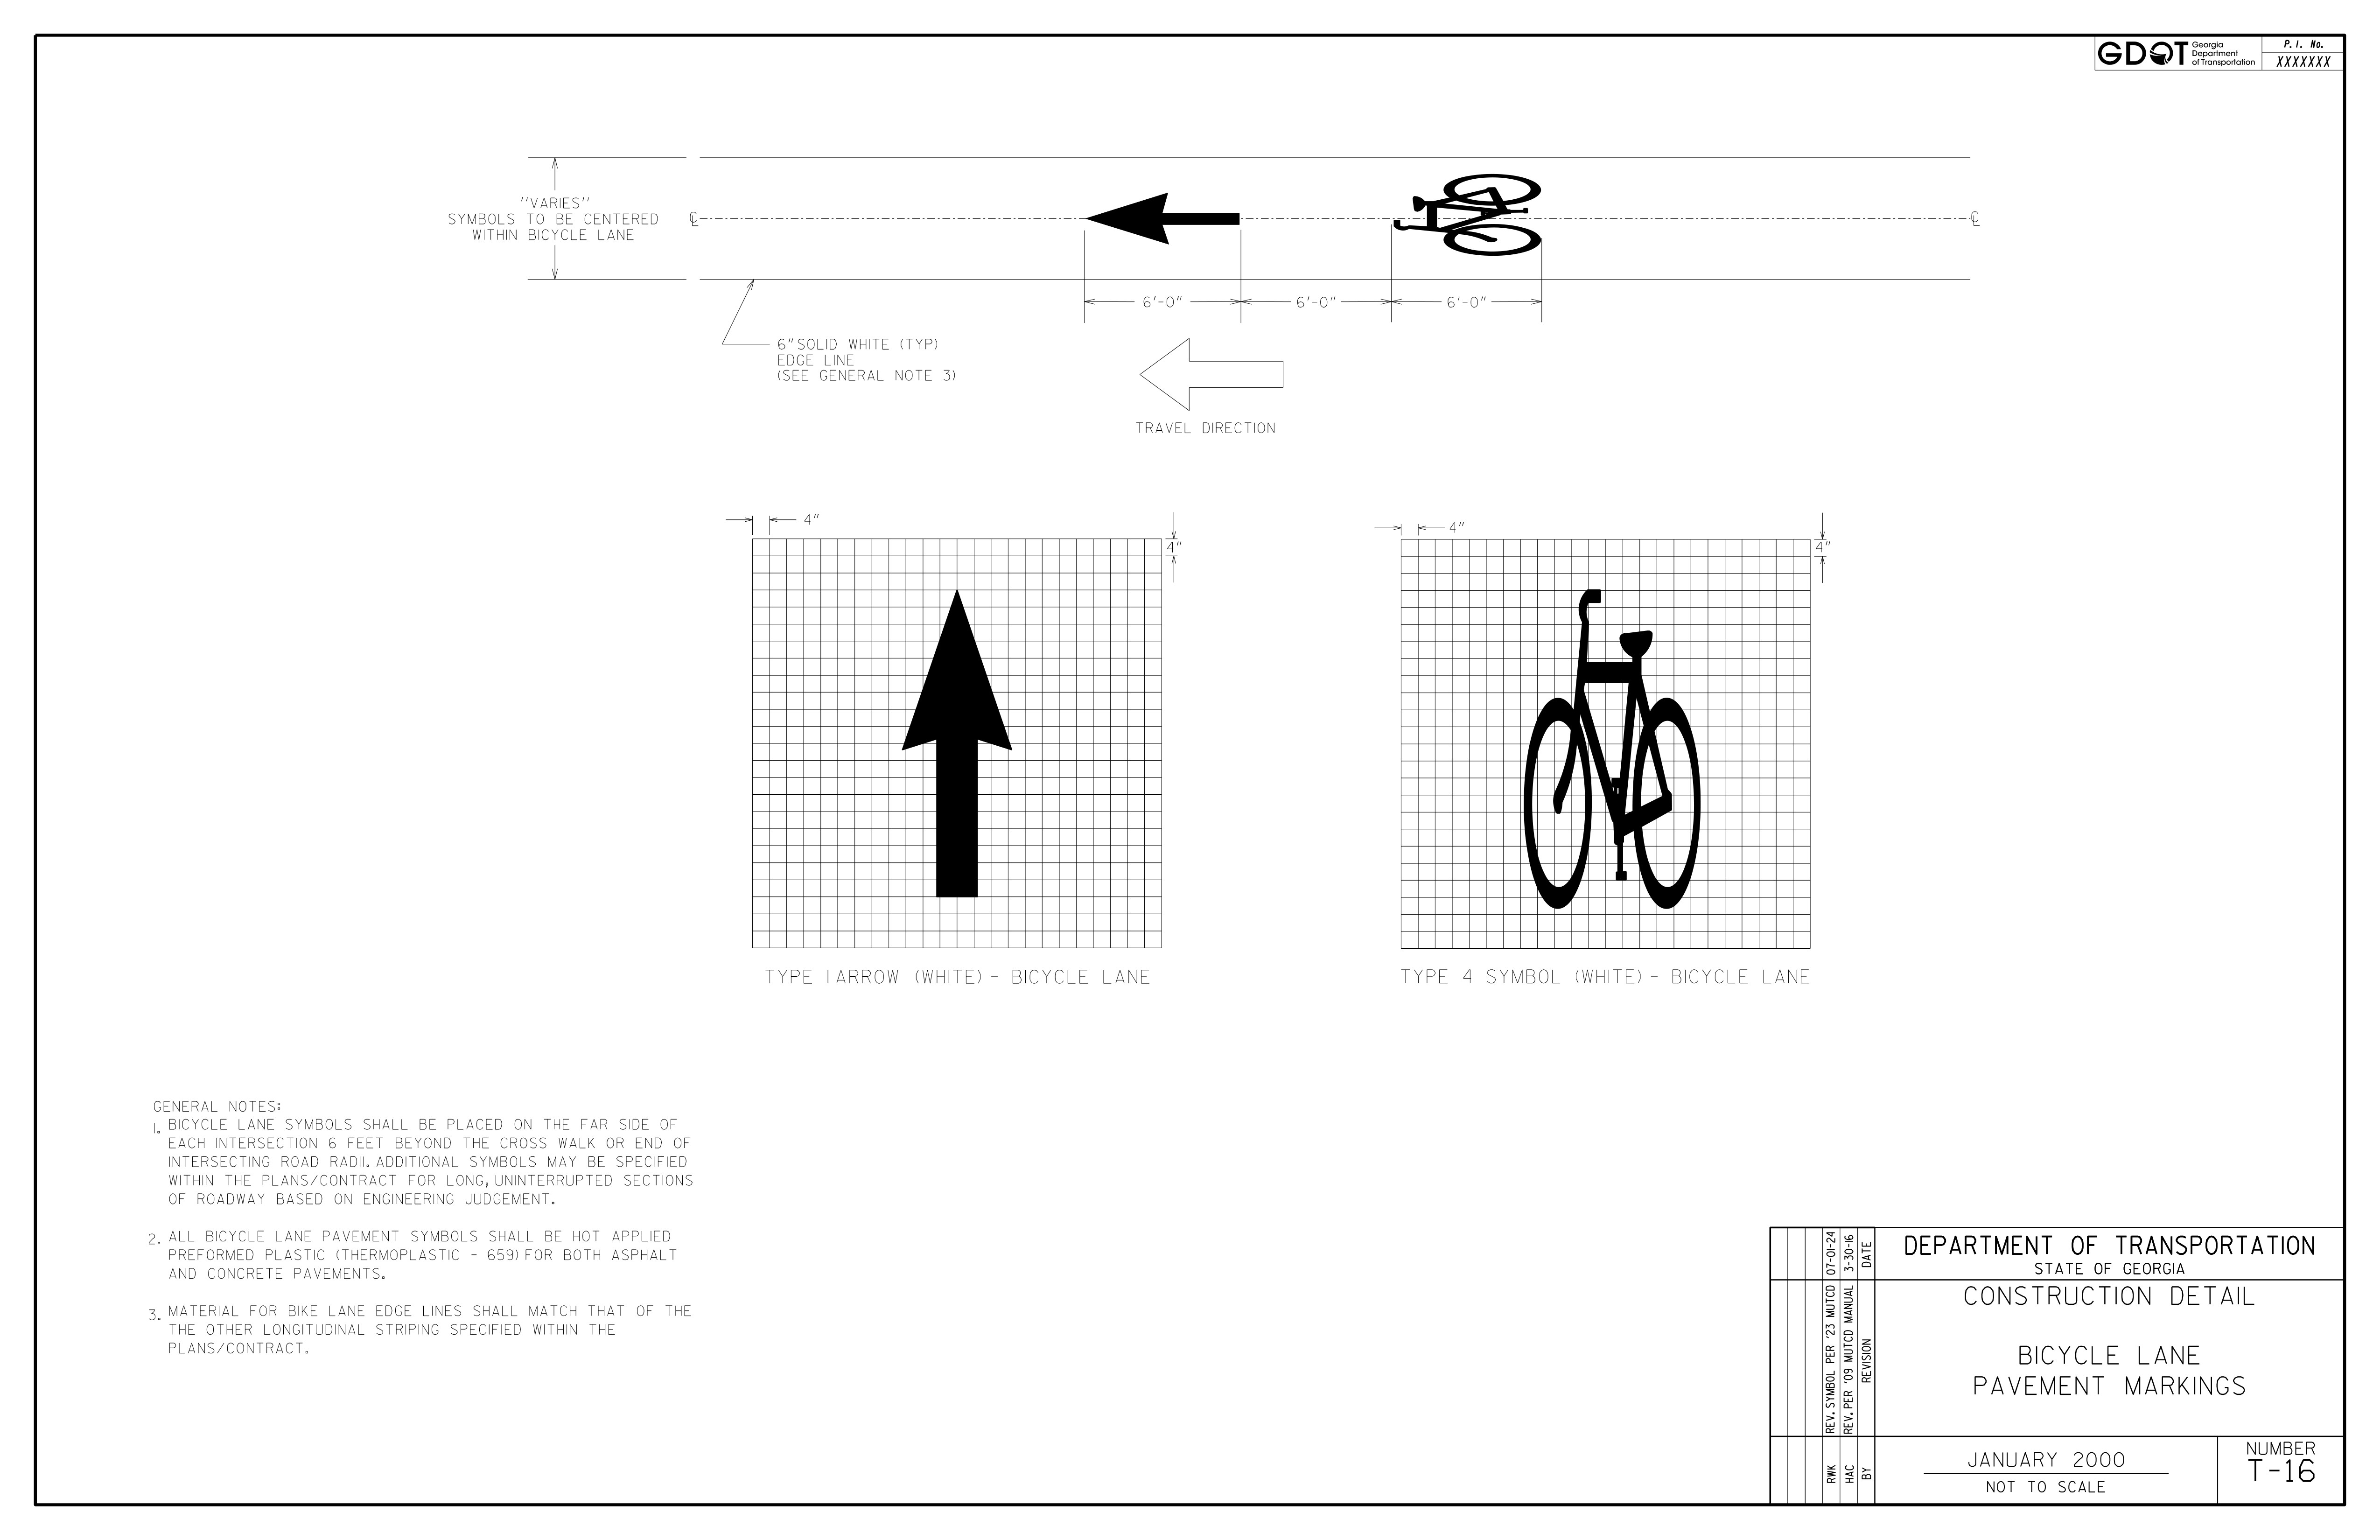 GDOT
Georgia
Department
of Transportation
P. I. No.
XXXXXXX
''VARIES''
SYMBOLS TO BE CENTERED
WITHIN BICYCLE LANE
℄
℄
6'-0"
6'-0"
6'-0"
6" SOLID WHITE (TYP)
EDGE LINE
(SEE GENERAL NOTE 3)
TRAVEL DIRECTION
4"
4"
4"
4"
TYPE 1 ARROW (WHITE) - BICYCLE LANE
TYPE 4 SYMBOL (WHITE) - BICYCLE LANE
GENERAL NOTES:
1. BICYCLE LANE SYMBOLS SHALL BE PLACED ON THE FAR SIDE OF
EACH INTERSECTION 6 FEET BEYOND THE CROSS WALK OR END OF
INTERSECTING ROAD RADII. ADDITIONAL SYMBOLS MAY BE SPECIFIED
WITHIN THE PLANS/CONTRACT FOR LONG, UNINTERRUPTED SECTIONS
OF ROADWAY BASED ON ENGINEERING JUDGEMENT.
2. ALL BICYCLE LANE PAVEMENT SYMBOLS SHALL BE HOT APPLIED
PREFORMED PLASTIC (THERMOPLASTIC - 659) FOR BOTH ASPHALT
AND CONCRETE PAVEMENTS.
3. MATERIAL FOR BIKE LANE EDGE LINES SHALL MATCH THAT OF THE
THE OTHER LONGITUDINAL STRIPING SPECIFIED WITHIN THE
PLANS/CONTRACT.
RWK REV. SYMBOL PER '23 MUTCD 07-01-24
HAC REV. PER '09 MUTCD MANUAL 3-30-16
BY REVISION DATE
DEPARTMENT OF TRANSPORTATION
STATE OF GEORGIA
CONSTRUCTION DETAIL
BICYCLE LANE
PAVEMENT MARKINGS
JANUARY 2000
NOT TO SCALE
NUMBER
T-16